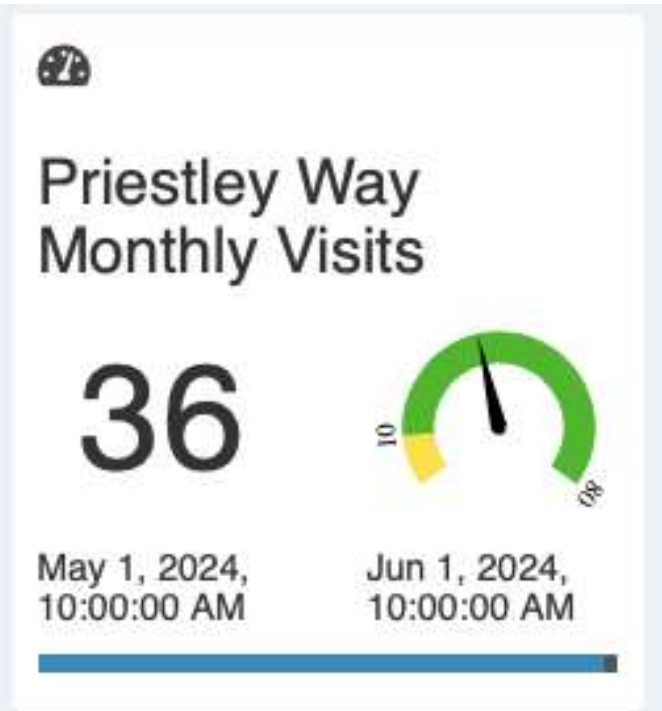 Priestley Way
Monthly Visits
36
10
80
May 1, 2024,
10:00:00 AM
Jun 1, 2024,
10:00:00 AM